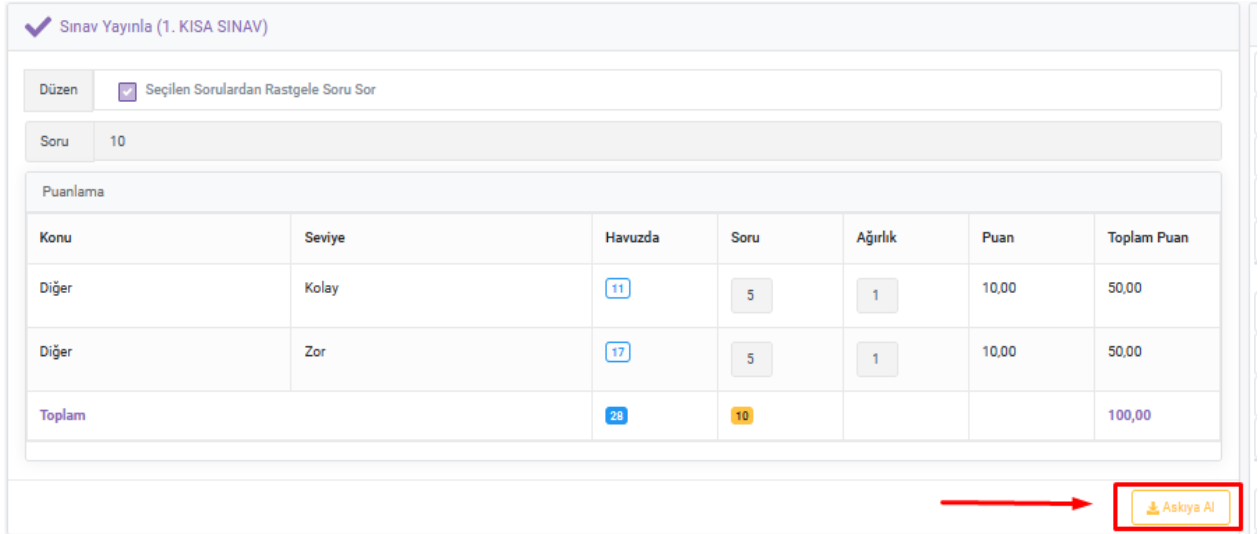 Sınav Yayınla (1. KISA SINAV)
Düzen Seçilen Sorulardan Rastgele Soru Sor
Soru 10
Puanlama
Konu Seviye Havuzda Soru Ağırlık Puan Toplam Puan
Diğer Kolay 11 5 1 10,00 50,00
Diğer Zor 17 5 1 10,00 50,00
Toplam 28 10 100,00
Askıya Al